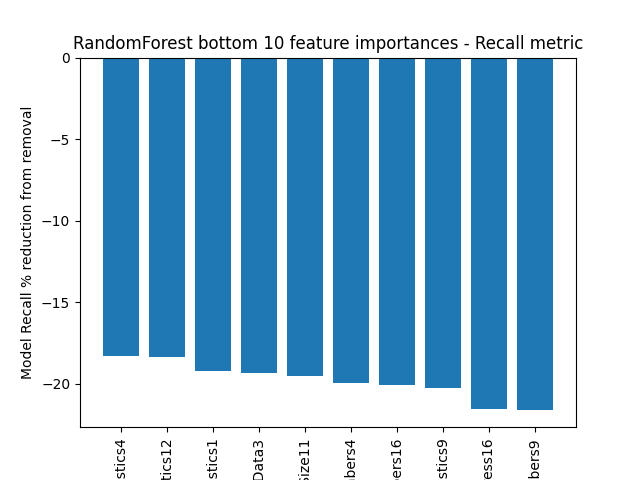 RandomForest bottom 10 feature importances - Recall metric
Model Recall % reduction from removal
0
−5
−10
−15
−20
stics4
tics12
stics1
Data3
Size11
bers4
ers16
stics9
ess16
bers9